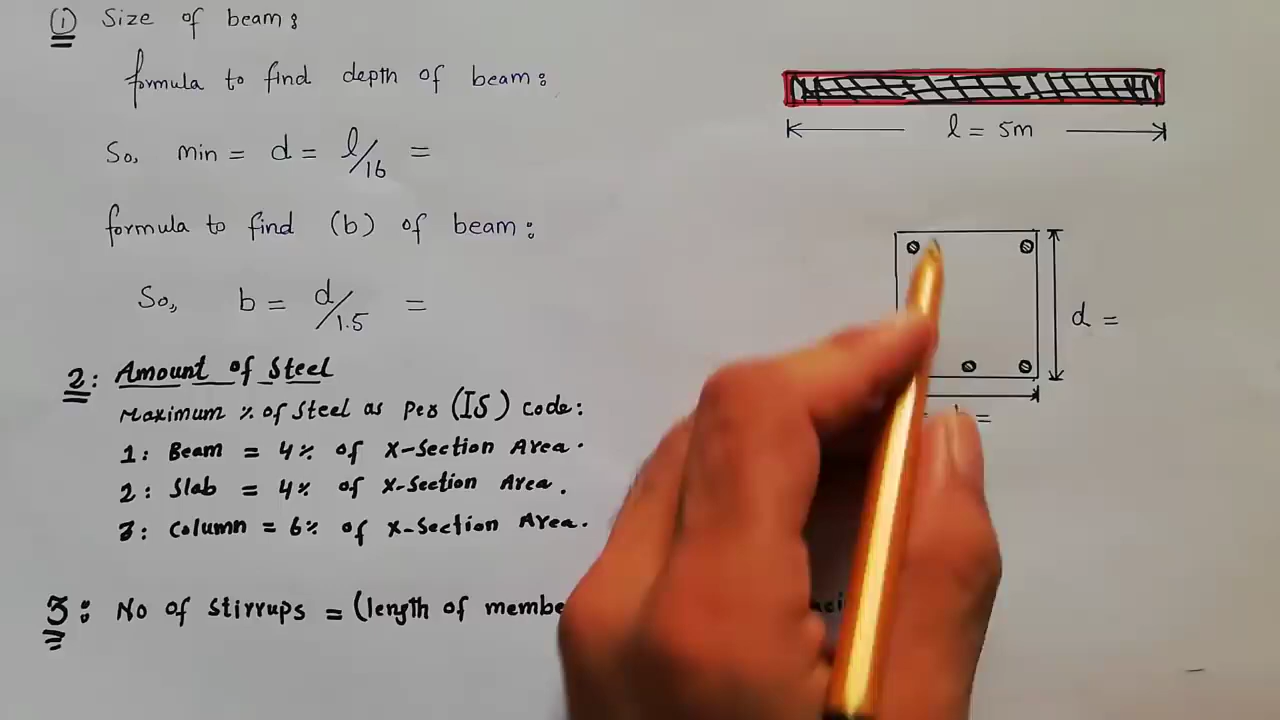 (1) Size of beam:
formula to find depth of beam:
So, min = d = l/16 =
formula to find (b) of beam:
So, b = d/1.5 =
2: Amount of Steel
Maximum % of Steel as Per (IS) Code:
1: Beam = 4% of X-Section Area.
2: Slab = 4% of X-Section Area.
3: Column = 6% of X-Section Area.
3: No of Stirrups = (length of membe
l = 5m
d =
=